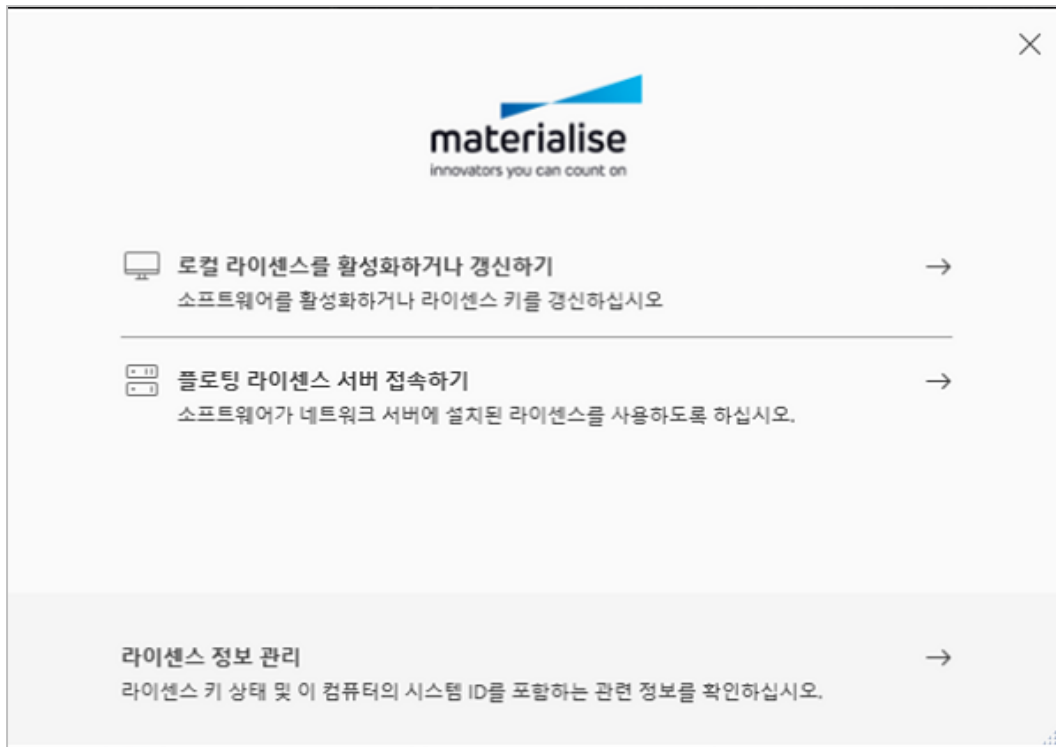 materialise
innovators you can count on
로컬 라이센스를 활성화하거나 갱신하기
소프트웨어를 활성화하거나 라이센스 키를 갱신하십시오
플로팅 라이센스 서버 접속하기
소프트웨어가 네트워크 서버에 설치된 라이센스를 사용하도록 하십시오.
라이센스 정보 관리
라이센스 키 상태 및 이 컴퓨터의 시스템 ID를 포함하는 관련 정보를 확인하십시오.